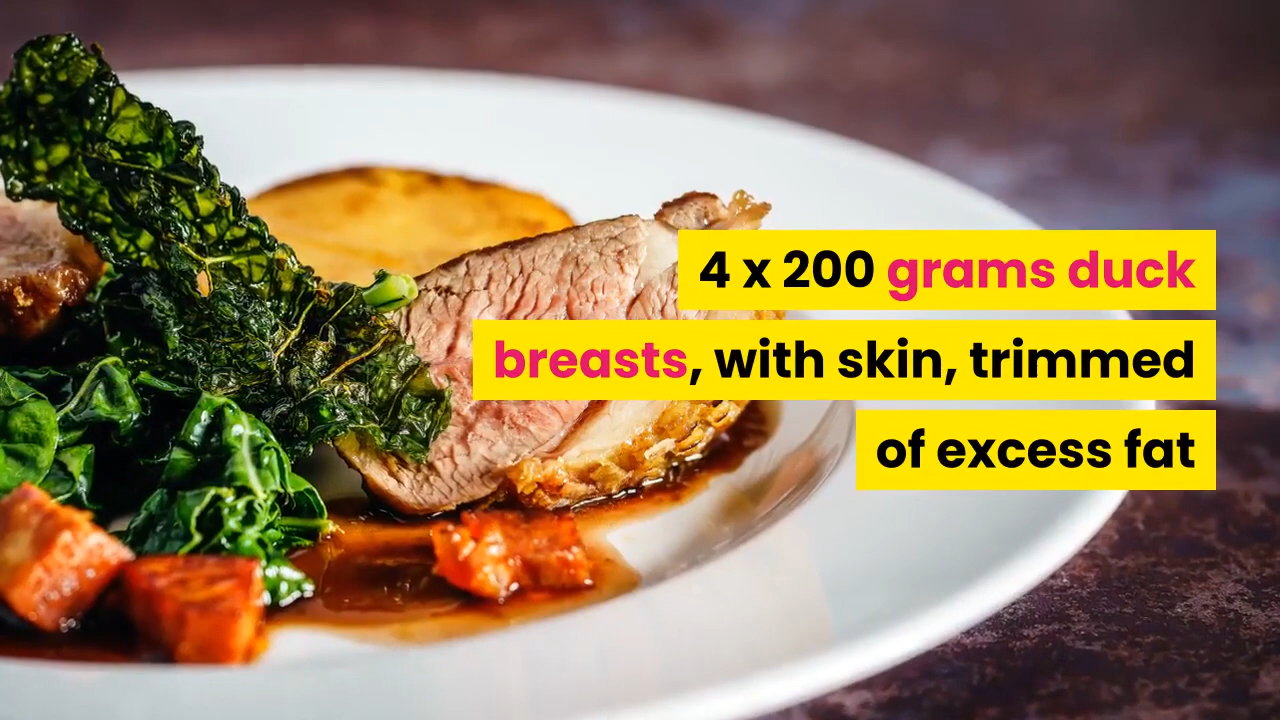 4 x 200 grams duck
breasts, with skin, trimmed
of excess fat